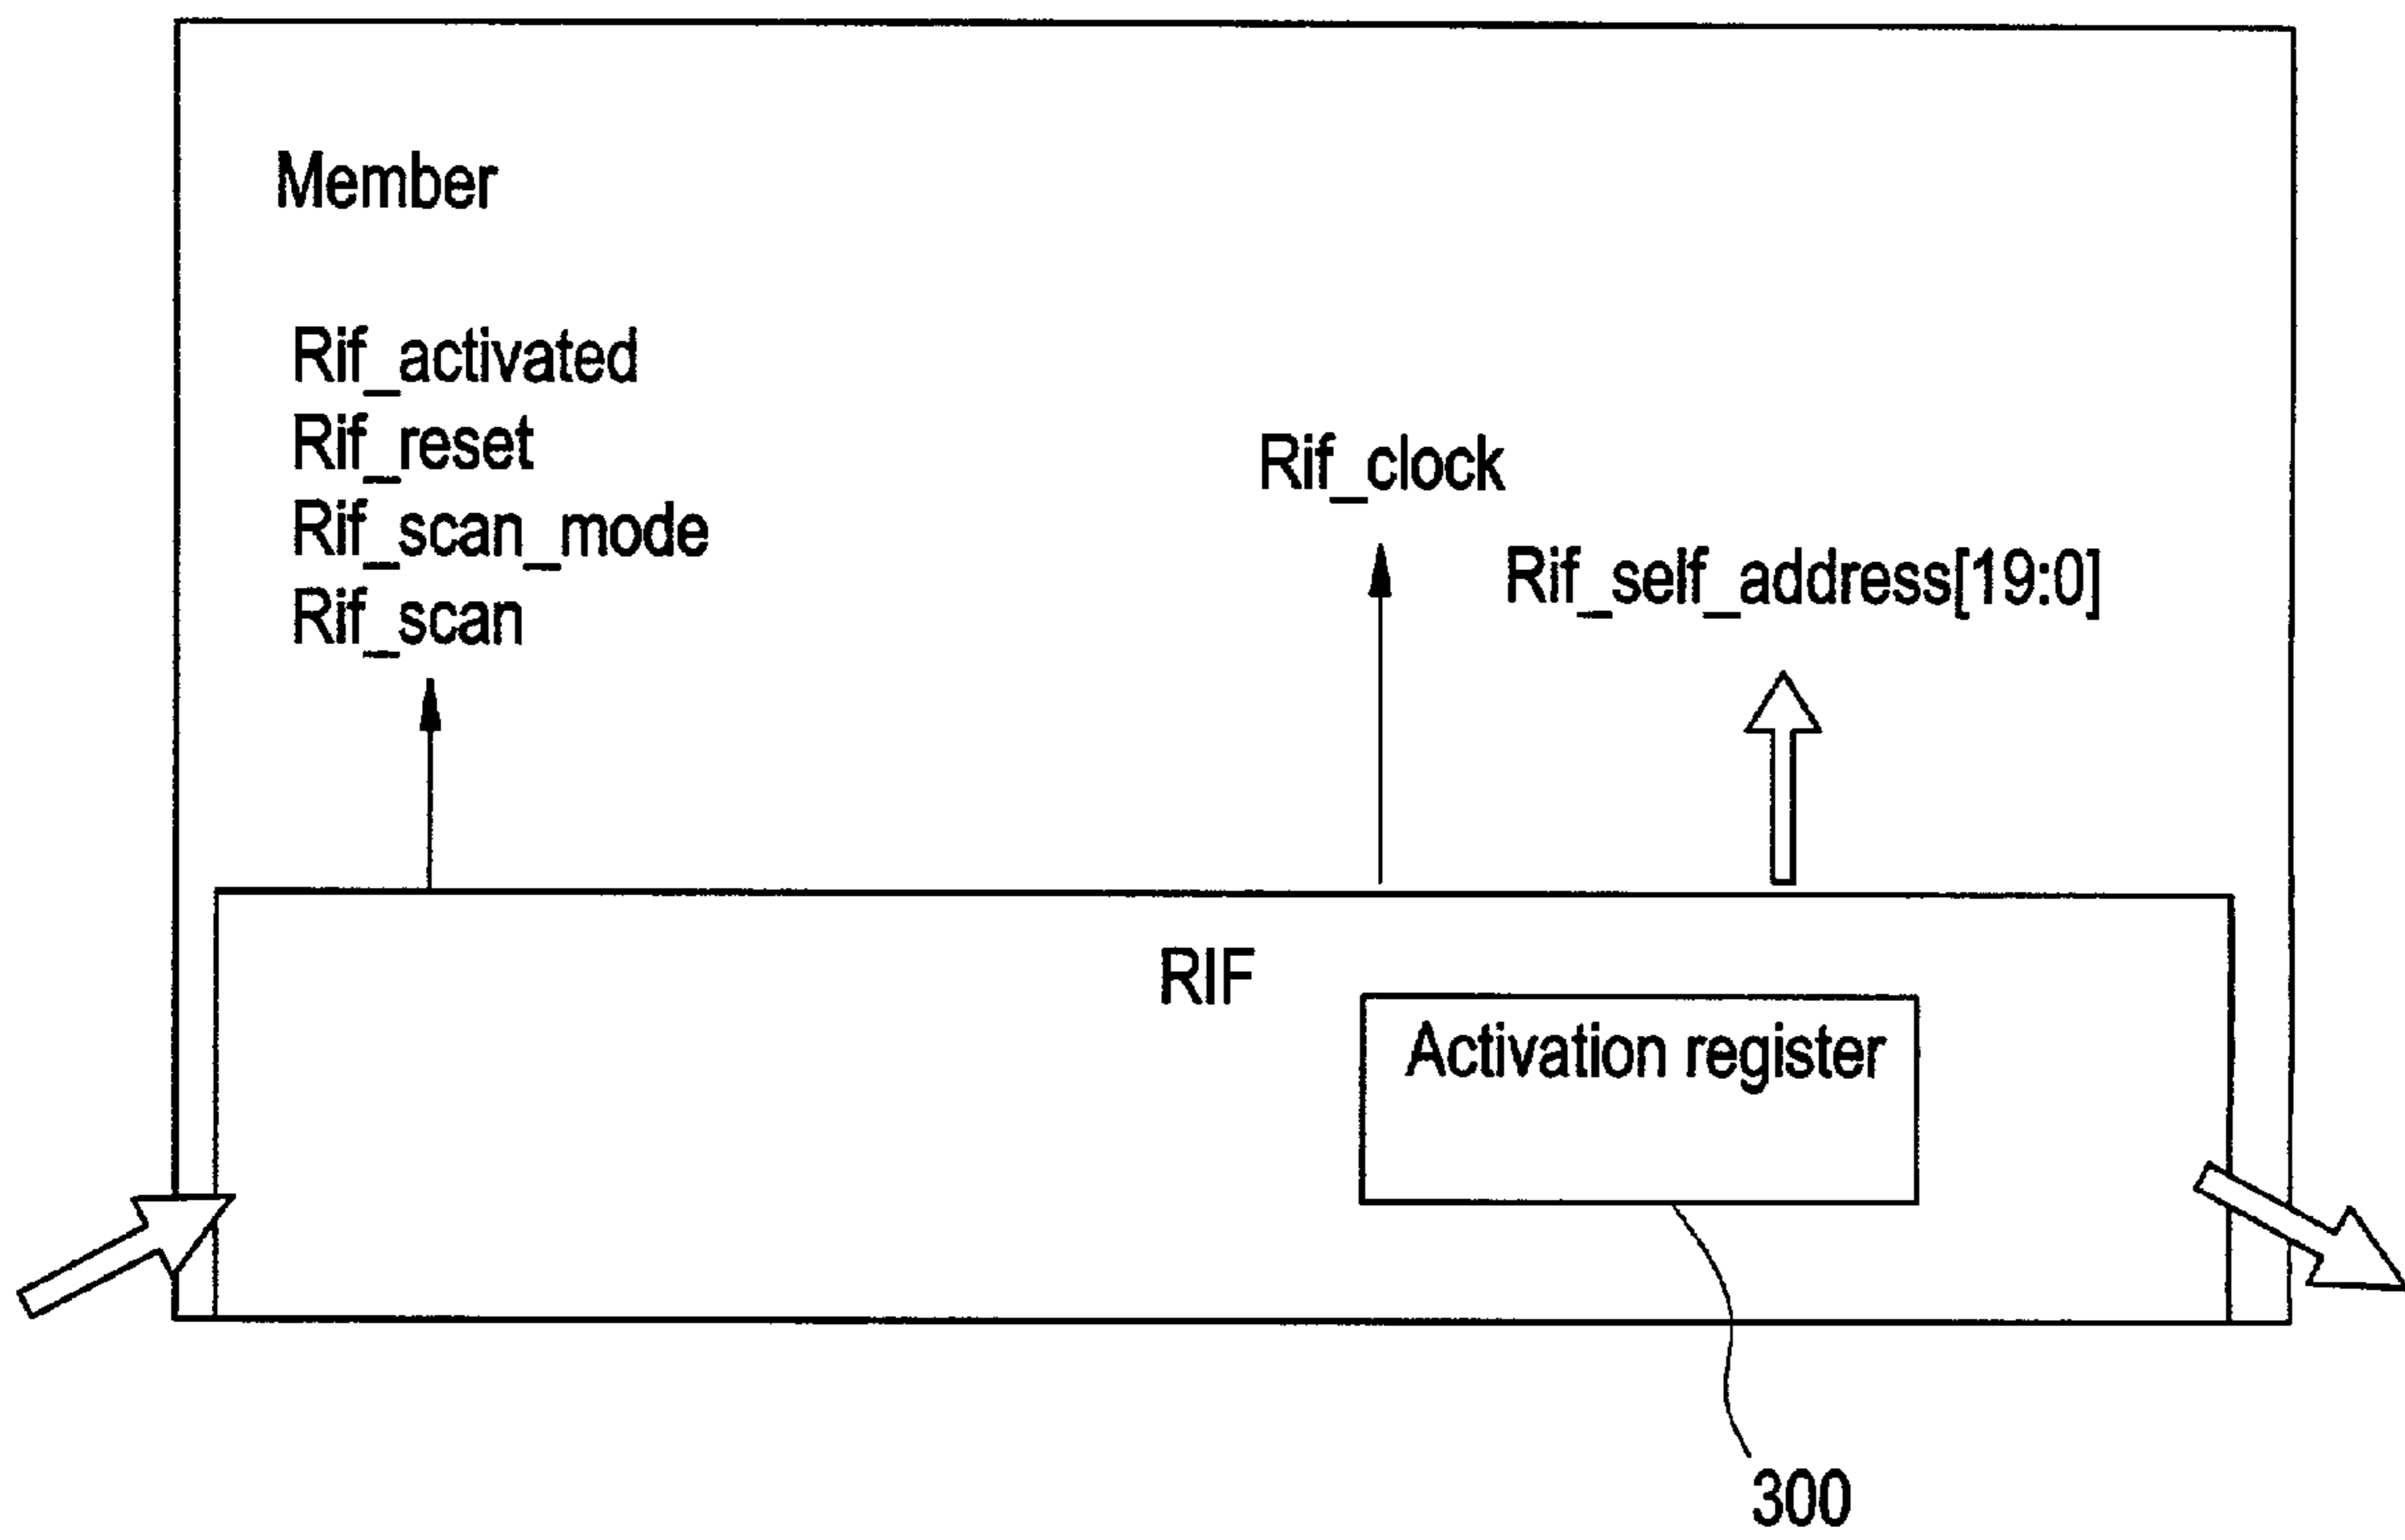 Member
Rif_activated
Rif_reset
Rif_scan_mode
Rif_scan
Rif_clock
Rif_self_address[19:0]
RIF
Activation register
300